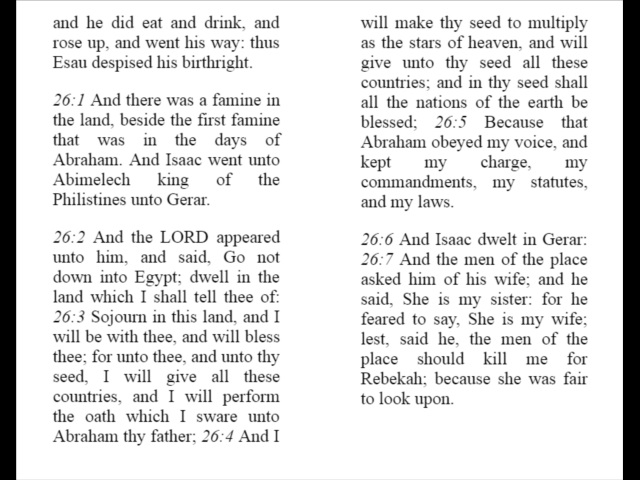 and he did eat and drink, and
rose up, and went his way: thus
Esau despised his birthright.
26:1 And there was a famine in
the land, beside the first famine
that was in the days of
Abraham. And Isaac went unto
Abimelech king of the
Philistines unto Gerar.
26:2 And the LORD appeared
unto him, and said, Go not
down into Egypt; dwell in the
land which I shall tell thee of:
26:3 Sojourn in this land, and I
will be with thee, and will bless
thee; for unto thee, and unto thy
seed, I will give all these
countries, and I will perform
the oath which I sware unto
Abraham thy father; 26:4 And I
will make thy seed to multiply
as the stars of heaven, and will
give unto thy seed all these
countries; and in thy seed shall
all the nations of the earth be
blessed; 26:5 Because that
Abraham obeyed my voice, and
kept my charge, my
commandments, my statutes,
and my laws.
26:6 And Isaac dwelt in Gerar:
26:7 And the men of the place
asked him of his wife; and he
said, She is my sister: for he
feared to say, She is my wife;
lest, said he, the men of the
place should kill me for
Rebekah; because she was fair
to look upon.